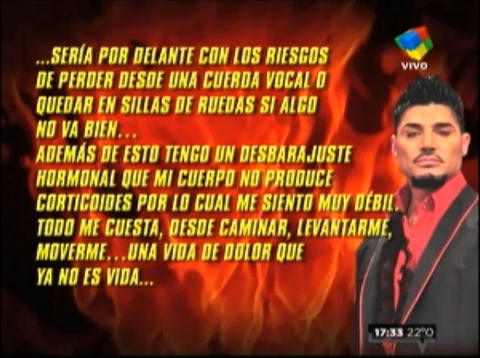 ...SERÍA POR DELANTE CON LOS RIESGOS
DE PERDER DESDE UNA CUERDA VOCAL O
QUEDAR EN SILLAS DE RUEDAS SI ALGO
NO VA BIEN...
ADEMÁS DE ESTO TENGO UN DESBARAJUSTE
HORMONAL QUE MI CUERPO NO PRODUCE
CORTICOIDES POR LO CUAL ME SIENTO MUY DÉBIL.
TODO ME CUESTA, DESDE CAMINAR, LEVANTARME,
MOVERME...UNA VIDA DE DOLOR QUE
YA NO ES VIDA...
VIVO
17:33 22°